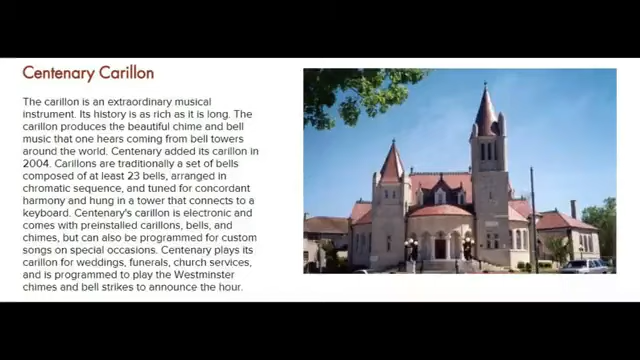 Centenary Carillon
The carillon is an extraordinary musical
instrument. Its history is as rich as it is long. The
carillon produces the beautiful chime and bell
music that one hears coming from bell towers
around the world. Centenary added its carillon in
2004. Carillons are traditionally a set of bells
composed of at least 23 bells, arranged in
chromatic sequence, and tuned for concordant
harmony and hung in a tower that connects to a
keyboard. Centenary's carillon is electronic and
comes with preinstalled carillons, bells, and
chimes, but can also be programmed for custom
songs on special occasions. Centenary plays its
carillon for weddings, funerals, church services,
and is programmed to play the Westminster
chimes and bell strikes to announce the hour.